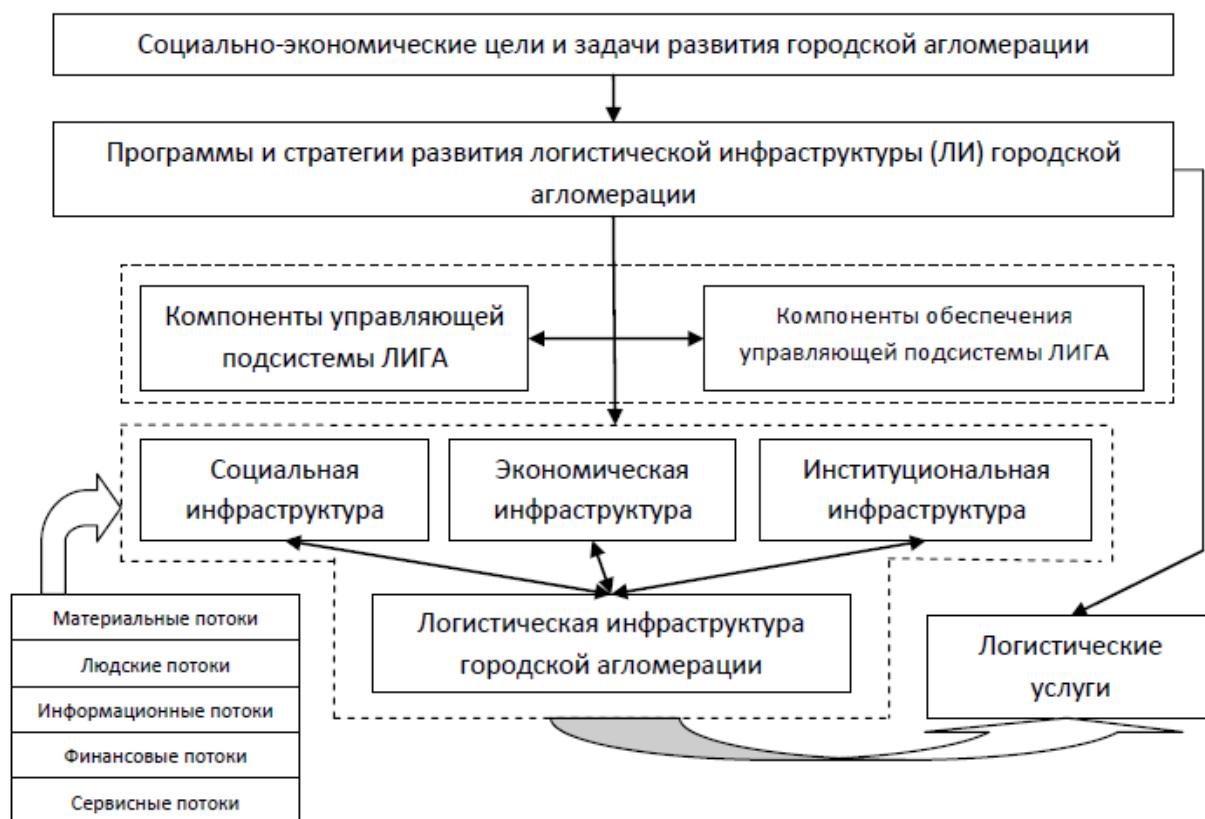 Социально-экономические цели и задачи развития городской агломерации
Программы и стратегии развития логистической инфраструктуры (ЛИ) городской
агломерации
Компоненты управляющей
подсистемы ЛИГА
Компоненты обеспечения
управляющей подсистемы ЛИГА
Социальная
инфраструктура
Экономическая
инфраструктура
Институциональная
инфраструктура
Логистическая инфраструктура
городской агломерации
Логистические
услуги
Материальные потоки
Людские потоки
Информационные потоки
Финансовые потоки
Сервисные потоки